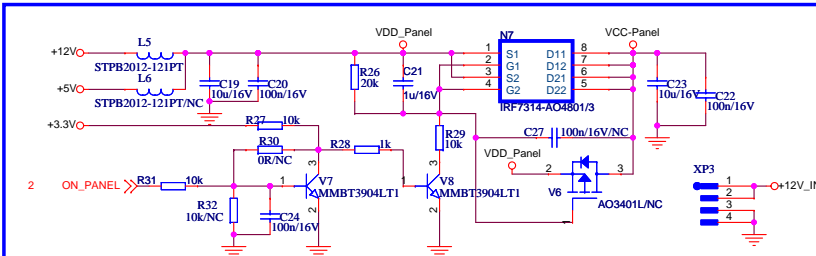 VDD_Panel
N7
VCC-Panel
L5
+12V
STPB2012-121PT
L6
+5V
STPB2012-121PT/NC
C19
10u/16V
C20
100n/16V
R26
20k
C21
1u/16V
1 S1 D11 8
2 G1 D12 7
3 S2 D21 6
4 G2 D22 5
IRF7314-AO4801/3
C23
10u/16V
C22
100n/16V
+3.3V
R27
10k
R30
0R/NC
R28
1k
R29
10k
C27
100n/16V/NC
VDD_Panel
2
3
V6
1
AO3401L/NC
2 ON_PANEL
R31
10k
R32
10k/NC
C24
100n/16V
1
3
2
V7
MMBT3904LT1
1
3
2
V8
MMBT3904LT1
XP3
1
2
3
4
+12V_IN